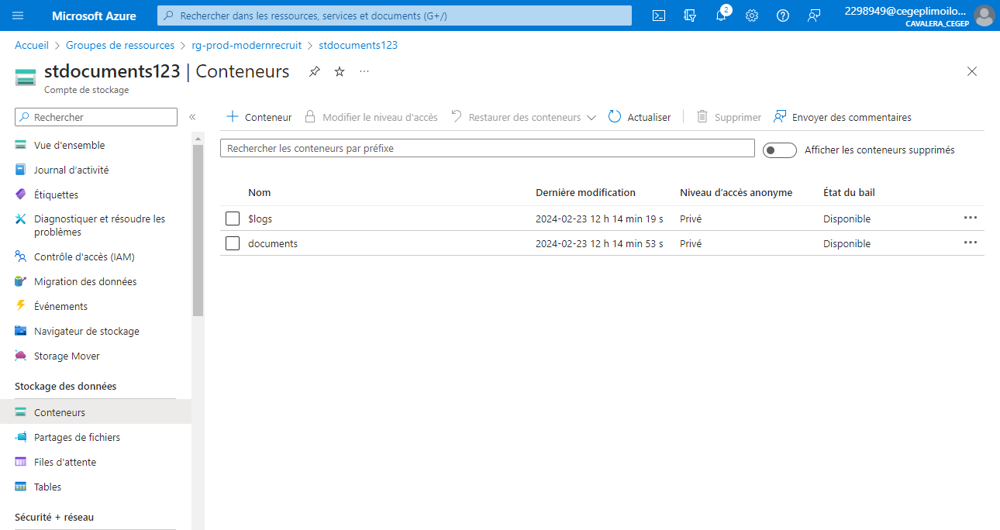 Microsoft Azure
Rechercher dans les ressources, services et documents (G+/)
2
2298949@cegeplimoilo...
CAVALERA_CEGEP
Accueil > Groupes de ressources > rg-prod-modernrecruit > stdocuments123
stdocuments123 | Conteneurs
Compte de stockage
Rechercher
Conteneur
Modifier le niveau d'accès
Restaurer des conteneurs
Actualiser
Supprimer
Envoyer des commentaires
Rechercher les conteneurs par préfixe
Afficher les conteneurs supprimés
Nom Dernière modification Niveau d'accès anonyme État du bail
$logs 2024-02-23 12 h 14 min 19 s Privé Disponible
documents 2024-02-23 12 h 14 min 53 s Privé Disponible
Vue d'ensemble
Journal d'activité
Étiquettes
Diagnostiquer et résoudre les
problèmes
Contrôle d'accès (IAM)
Migration des données
Événements
Navigateur de stockage
Storage Mover
Stockage des données
Conteneurs
Partages de fichiers
Files d'attente
Tables
Sécurité + réseau